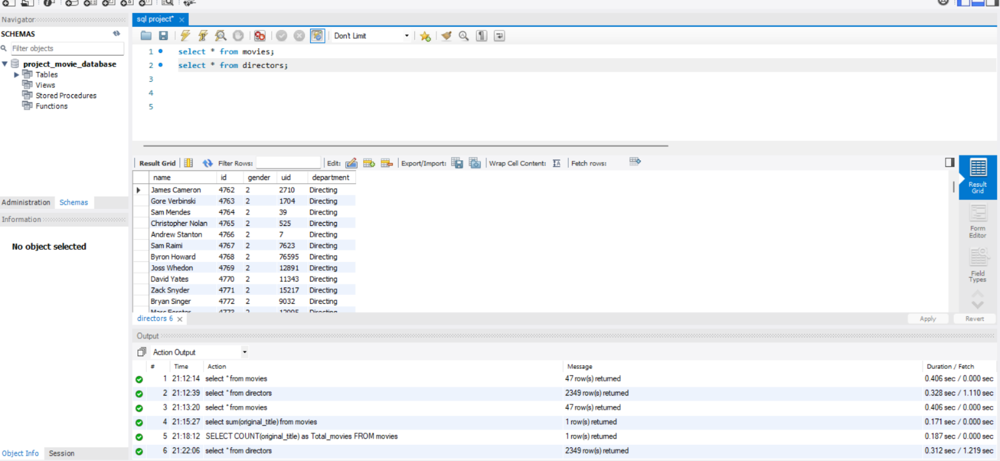 Navigator
sql project*
SCHEMAS
Don't Limit
Filter objects
1 select * from movies;
2 select * from directors;
3
4
5
project_movie_database
Tables
Views
Stored Procedures
Functions
Administration Schemas
Information
No object selected
Object Info Session
Result Grid Filter Rows: Edit: Export/Import: Wrap Cell Content: IA Fetch rows:
name id gender uid department
James Cameron 4762 2 2710 Directing
Gore Verbinski 4763 2 1704 Directing
Sam Mendes 4764 2 39 Directing
Christopher Nolan 4765 2 525 Directing
Andrew Stanton 4766 2 7 Directing
Sam Raimi 4767 2 7623 Directing
Byron Howard 4768 2 76595 Directing
Joss Whedon 4769 2 12891 Directing
David Yates 4770 2 11343 Directing
Zack Snyder 4771 2 15217 Directing
Bryan Singer 4772 2 9032 Directing
Result
Grid
Form
Editor
Field
Types
directors 6
Apply Revert
Output
Action Output
# Time Action Message Duration / Fetch
1 21:12:14 select * from movies 47 row(s) returned 0.406 sec / 0.000 sec
2 21:12:39 select * from directors 2349 row(s) returned 0.328 sec / 1.110 sec
3 21:13:20 select * from movies 47 row(s) returned 0.406 sec / 0.000 sec
4 21:15:27 select sum(original_title) from movies 1 row(s) returned 0.171 sec / 0.000 sec
5 21:18:12 SELECT COUNT(original_title) as Total_movies FROM movies 1 row(s) returned 0.187 sec / 0.000 sec
6 21:22:06 select * from directors 2349 row(s) returned 0.312 sec / 1.219 sec